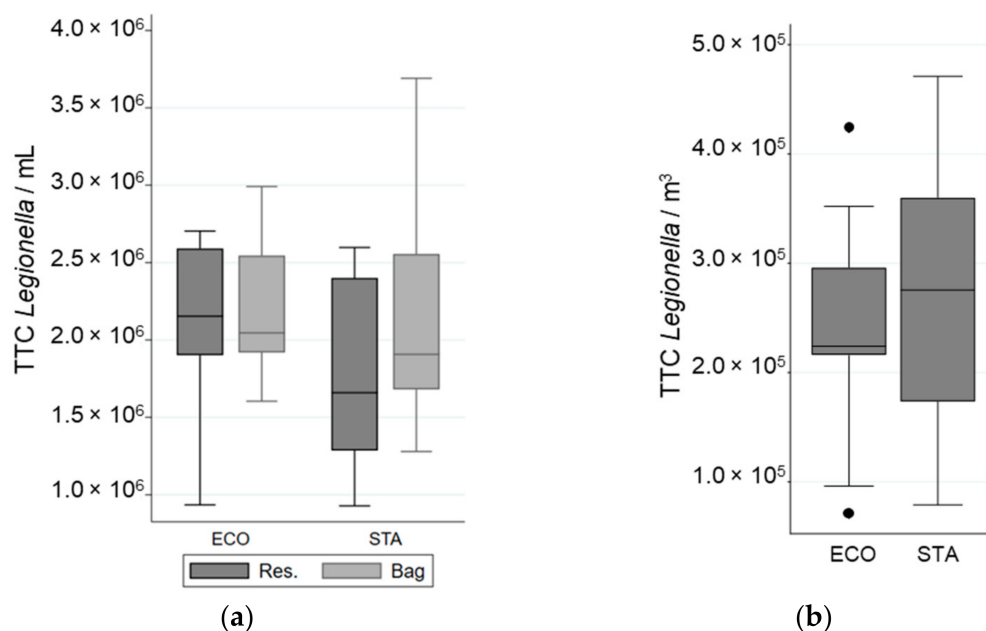 TTC Legionella / mL
4.0 × 10⁶
3.5 × 10⁶
3.0 × 10⁶
2.5 × 10⁶
2.0 × 10⁶
1.5 × 10⁶
1.0 × 10⁶
ECO STA
Res. Bag
(a)
TTC Legionella / m³
5.0 × 10⁵
4.0 × 10⁵
3.0 × 10⁵
2.0 × 10⁵
1.0 × 10⁵
ECO STA
(b)